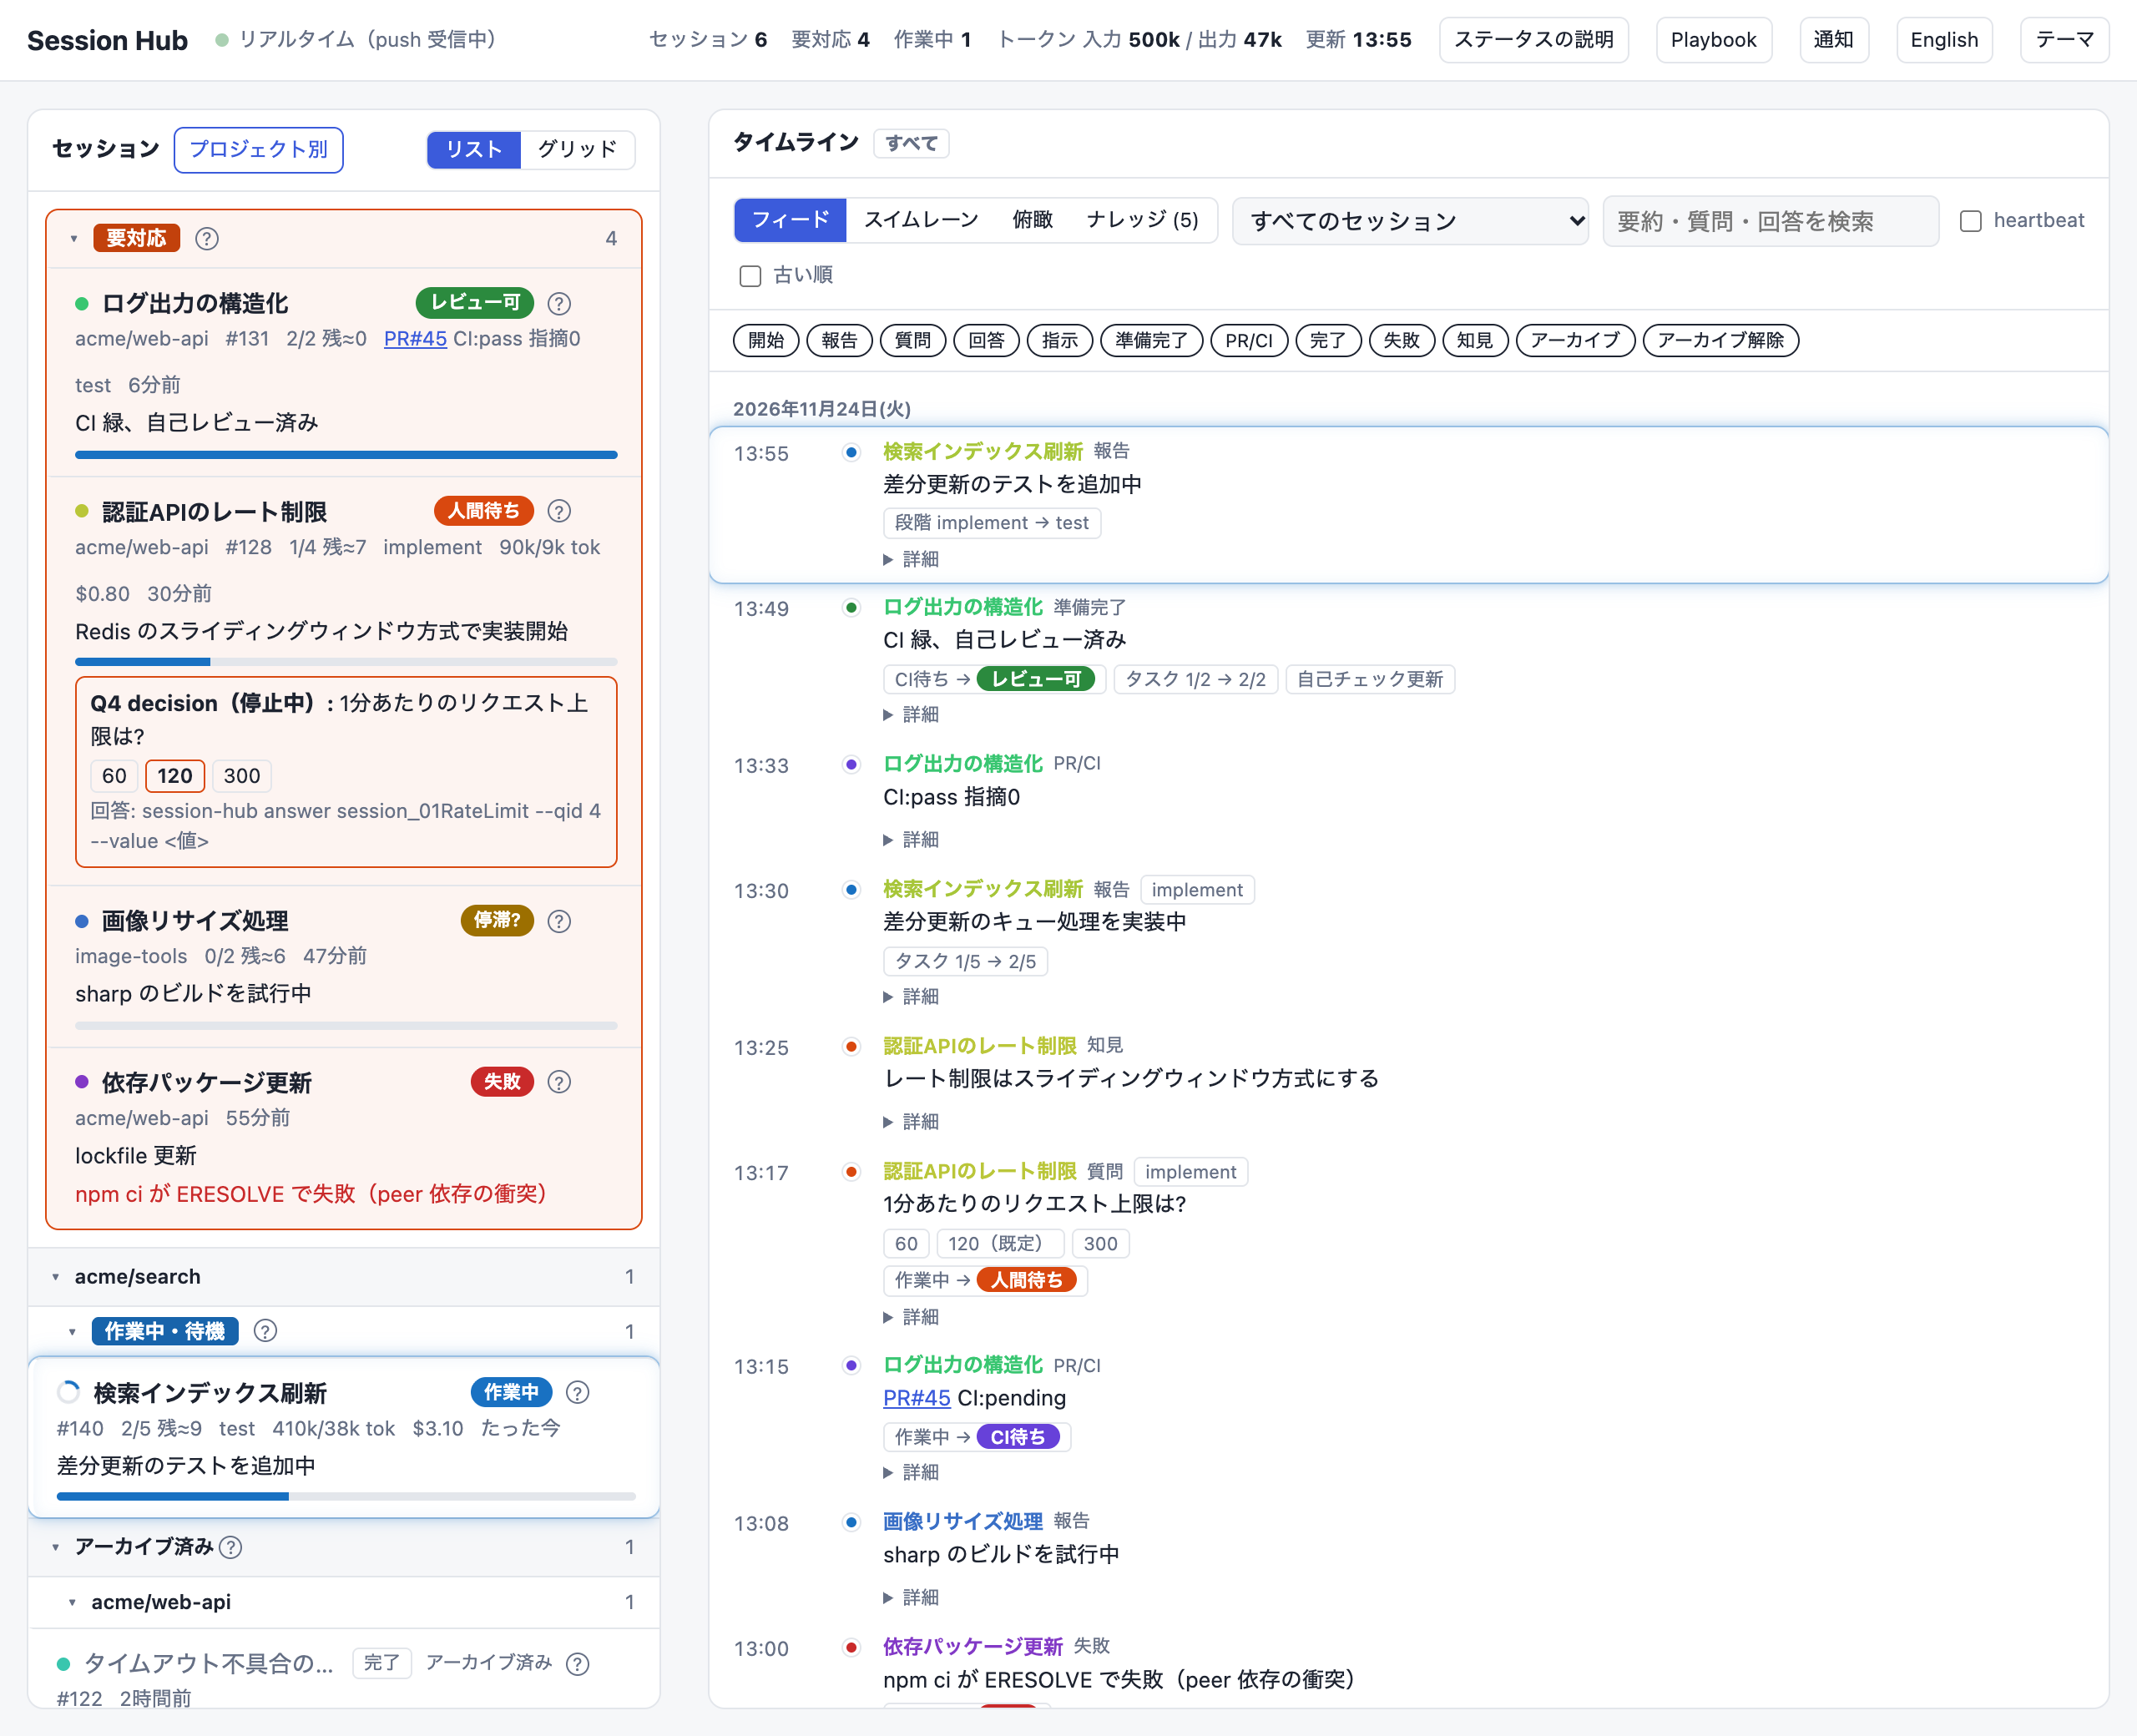 Session Hub
リアルタイム（push 受信中）
セッション 6 要対応 4 作業中 1 トークン 入力 500k / 出力 47k 更新 13:55
ステータスの説明
Playbook
通知
English
テーマ
セッション
プロジェクト別
リスト
グリッド
▾ 要対応 ? 4
ログ出力の構造化 レビュー可 ?
acme/web-api #131 2/2 残≈0 PR#45 CI:pass 指摘0
test 6分前
CI 緑、自己レビュー済み
認証APIのレート制限 人間待ち ?
acme/web-api #128 1/4 残≈7 implement 90k/9k tok
$0.80 30分前
Redis のスライディングウィンドウ方式で実装開始
Q4 decision（停止中）: 1分あたりのリクエスト上
限は?
60 120 300
回答: session-hub answer session_01RateLimit --qid 4
--value <値>
画像リサイズ処理 停滞? ?
image-tools 0/2 残≈6 47分前
sharp のビルドを試行中
依存パッケージ更新 失敗 ?
acme/web-api 55分前
lockfile 更新
npm ci が ERESOLVE で失敗（peer 依存の衝突）
▾ acme/search 1
▾ 作業中・待機 ? 1
検索インデックス刷新 作業中 ?
#140 2/5 残≈9 test 410k/38k tok $3.10 たった今
差分更新のテストを追加中
▾ アーカイブ済み ? 1
▾ acme/web-api 1
タイムアウト不具合の... 完了 アーカイブ済み ?
#122 2時間前
タイムライン すべて
フィード スイムレーン 俯瞰 ナレッジ (5)
すべてのセッション
要約・質問・回答を検索
heartbeat
古い順
開始 報告 質問 回答 指示 準備完了 PR/CI 完了 失敗 知見 アーカイブ アーカイブ解除
2026年11月24日(火)
13:55 検索インデックス刷新 報告
差分更新のテストを追加中
段階 implement → test
▶ 詳細
13:49 ログ出力の構造化 準備完了
CI 緑、自己レビュー済み
CI待ち → レビュー可 タスク 1/2 → 2/2 自己チェック更新
▶ 詳細
13:33 ログ出力の構造化 PR/CI
CI:pass 指摘0
▶ 詳細
13:30 検索インデックス刷新 報告 implement
差分更新のキュー処理を実装中
タスク 1/5 → 2/5
▶ 詳細
13:25 認証APIのレート制限 知見
レート制限はスライディングウィンドウ方式にする
▶ 詳細
13:17 認証APIのレート制限 質問 implement
1分あたりのリクエスト上限は?
60 120（既定） 300
作業中 → 人間待ち
▶ 詳細
13:15 ログ出力の構造化 PR/CI
PR#45 CI:pending
作業中 → CI待ち
▶ 詳細
13:08 画像リサイズ処理 報告
sharp のビルドを試行中
▶ 詳細
13:00 依存パッケージ更新 失敗
npm ci が ERESOLVE で失敗（peer 依存の衝突）